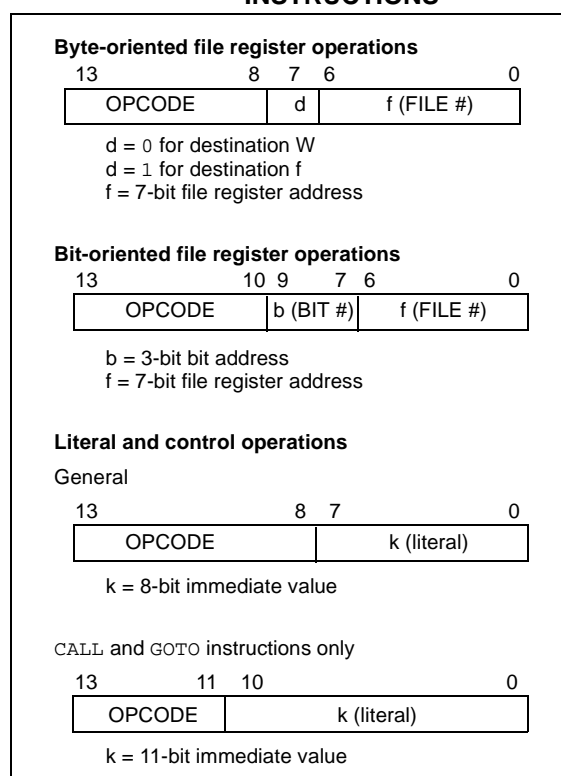 INSTRUCTIONS
Byte-oriented file register operations
13 8 7 6 0
OPCODE d f (FILE #)
d = 0 for destination W
d = 1 for destination f
f = 7-bit file register address
Bit-oriented file register operations
13 10 9 7 6 0
OPCODE b (BIT #) f (FILE #)
b = 3-bit bit address
f = 7-bit file register address
Literal and control operations
General
13 8 7 0
OPCODE k (literal)
k = 8-bit immediate value
CALL and GOTO instructions only
13 11 10 0
OPCODE k (literal)
k = 11-bit immediate value